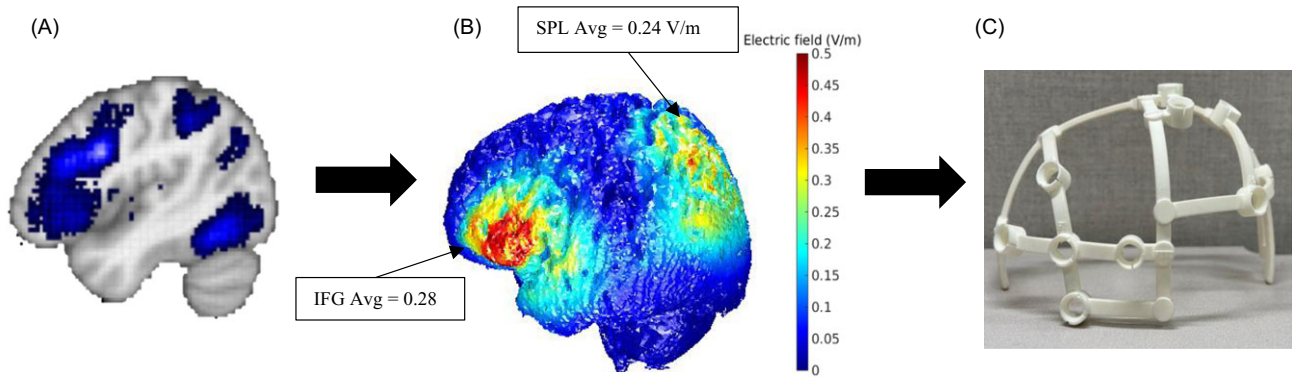 (A)
(B)
SPL Avg = 0.24 V/m
(C)
Electric field (V/m)
0.5
0.45
0.4
0.35
0.3
0.25
0.2
0.15
0.1
0.05
0
IFG Avg = 0.28